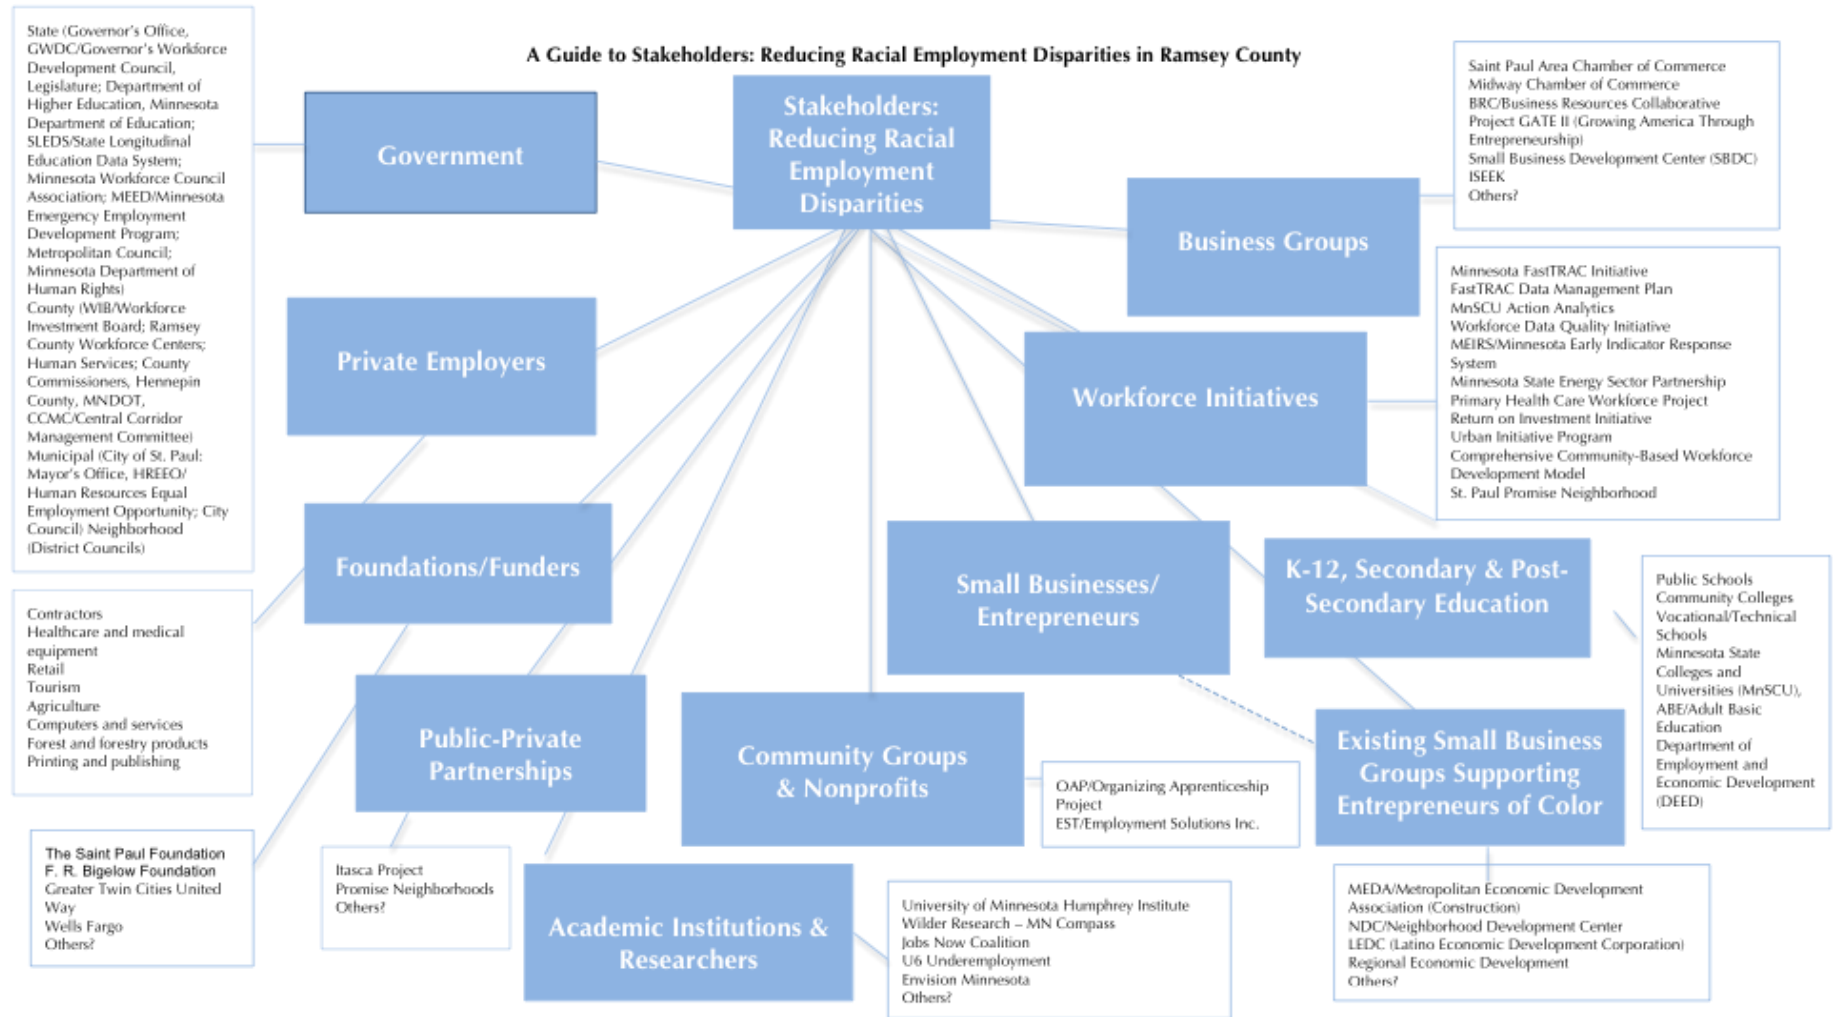 A Guide to Stakeholders: Reducing Racial Employment Disparities in Ramsey County
Stakeholders:
Reducing Racial
Employment
Disparities
Government
State (Governor's Office,
GWDC/Governor's Workforce
Development Council,
Legislature; Department of
Higher Education, Minnesota
Department of Education;
SLEDS/State Longitudinal
Education Data System;
Minnesota Workforce Council
Association; MEED/Minnesota
Emergency Employment
Development Program;
Metropolitan Council;
Minnesota Department of
Human Rights)
County (WIB/Workforce
Investment Board; Ramsey
County Workforce Centers;
Human Services; County
Commissioners, Hennepin
County, MNDOT,
CCMC/Central Corridor
Management Committee)
Municipal (City of St. Paul:
Mayor's Office, HREEO/
Human Resources Equal
Employment Opportunity; City
Council) Neighborhood
(District Councils)
Business Groups
Saint Paul Area Chamber of Commerce
Midway Chamber of Commerce
BRC/Business Resources Collaborative
Project GATE II (Growing America Through
Entrepreneurship)
Small Business Development Center (SBDC)
ISEEK
Others?
Private Employers
Contractors
Healthcare and medical
equipment
Retail
Tourism
Agriculture
Computers and services
Forest and forestry products
Printing and publishing
Workforce Initiatives
Minnesota FastTRAC Initiative
FastTRAC Data Management Plan
MnSCU Action Analytics
Workforce Data Quality Initiative
MEIRS/Minnesota Early Indicator Response
System
Minnesota State Energy Sector Partnership
Primary Health Care Workforce Project
Return on Investment Initiative
Urban Initiative Program
Comprehensive Community-Based Workforce
Development Model
St. Paul Promise Neighborhood
Foundations/Funders
The Saint Paul Foundation
F. R. Bigelow Foundation
Greater Twin Cities United
Way
Wells Fargo
Others?
Small Businesses/
Entrepreneurs
K-12, Secondary & Post-
Secondary Education
Public Schools
Community Colleges
Vocational/Technical
Schools
Minnesota State
Colleges and
Universities (MnSCU),
ABE/Adult Basic
Education
Department of
Employment and
Economic Development
(DEED)
Public-Private
Partnerships
Itasca Project
Promise Neighborhoods
Others?
Community Groups
& Nonprofits
OAP/Organizing Apprenticeship
Project
EST/Employment Solutions Inc.
Existing Small Business
Groups Supporting
Entrepreneurs of Color
MEDA/Metropolitan Economic Development
Association (Construction)
NDC/Neighborhood Development Center
LEDC (Latino Economic Development Corporation)
Regional Economic Development
Others?
Academic Institutions &
Researchers
University of Minnesota Humphrey Institute
Wilder Research – MN Compass
Jobs Now Coalition
U6 Underemployment
Envision Minnesota
Others?